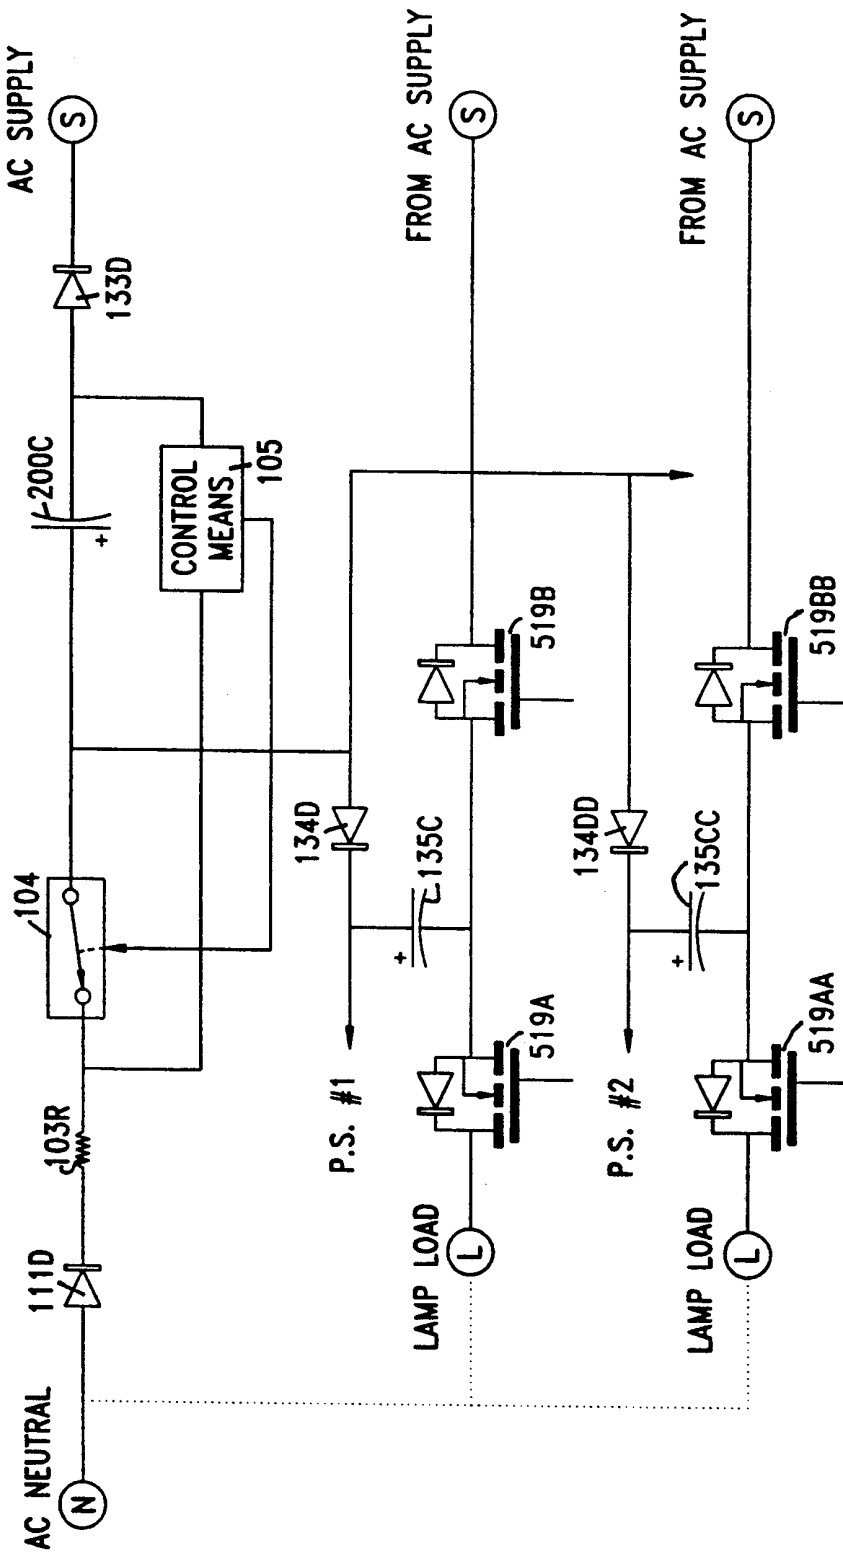 AC NEUTRAL
N
111D
103R
104
200C
+
133D
AC SUPPLY
S
CONTROL
MEANS
105
134D
P.S. #1
+
135C
LAMP LOAD
L
519A
519B
FROM AC SUPPLY
S
134DD
P.S. #2
+
135CC
LAMP LOAD
L
519AA
519BB
FROM AC SUPPLY
S